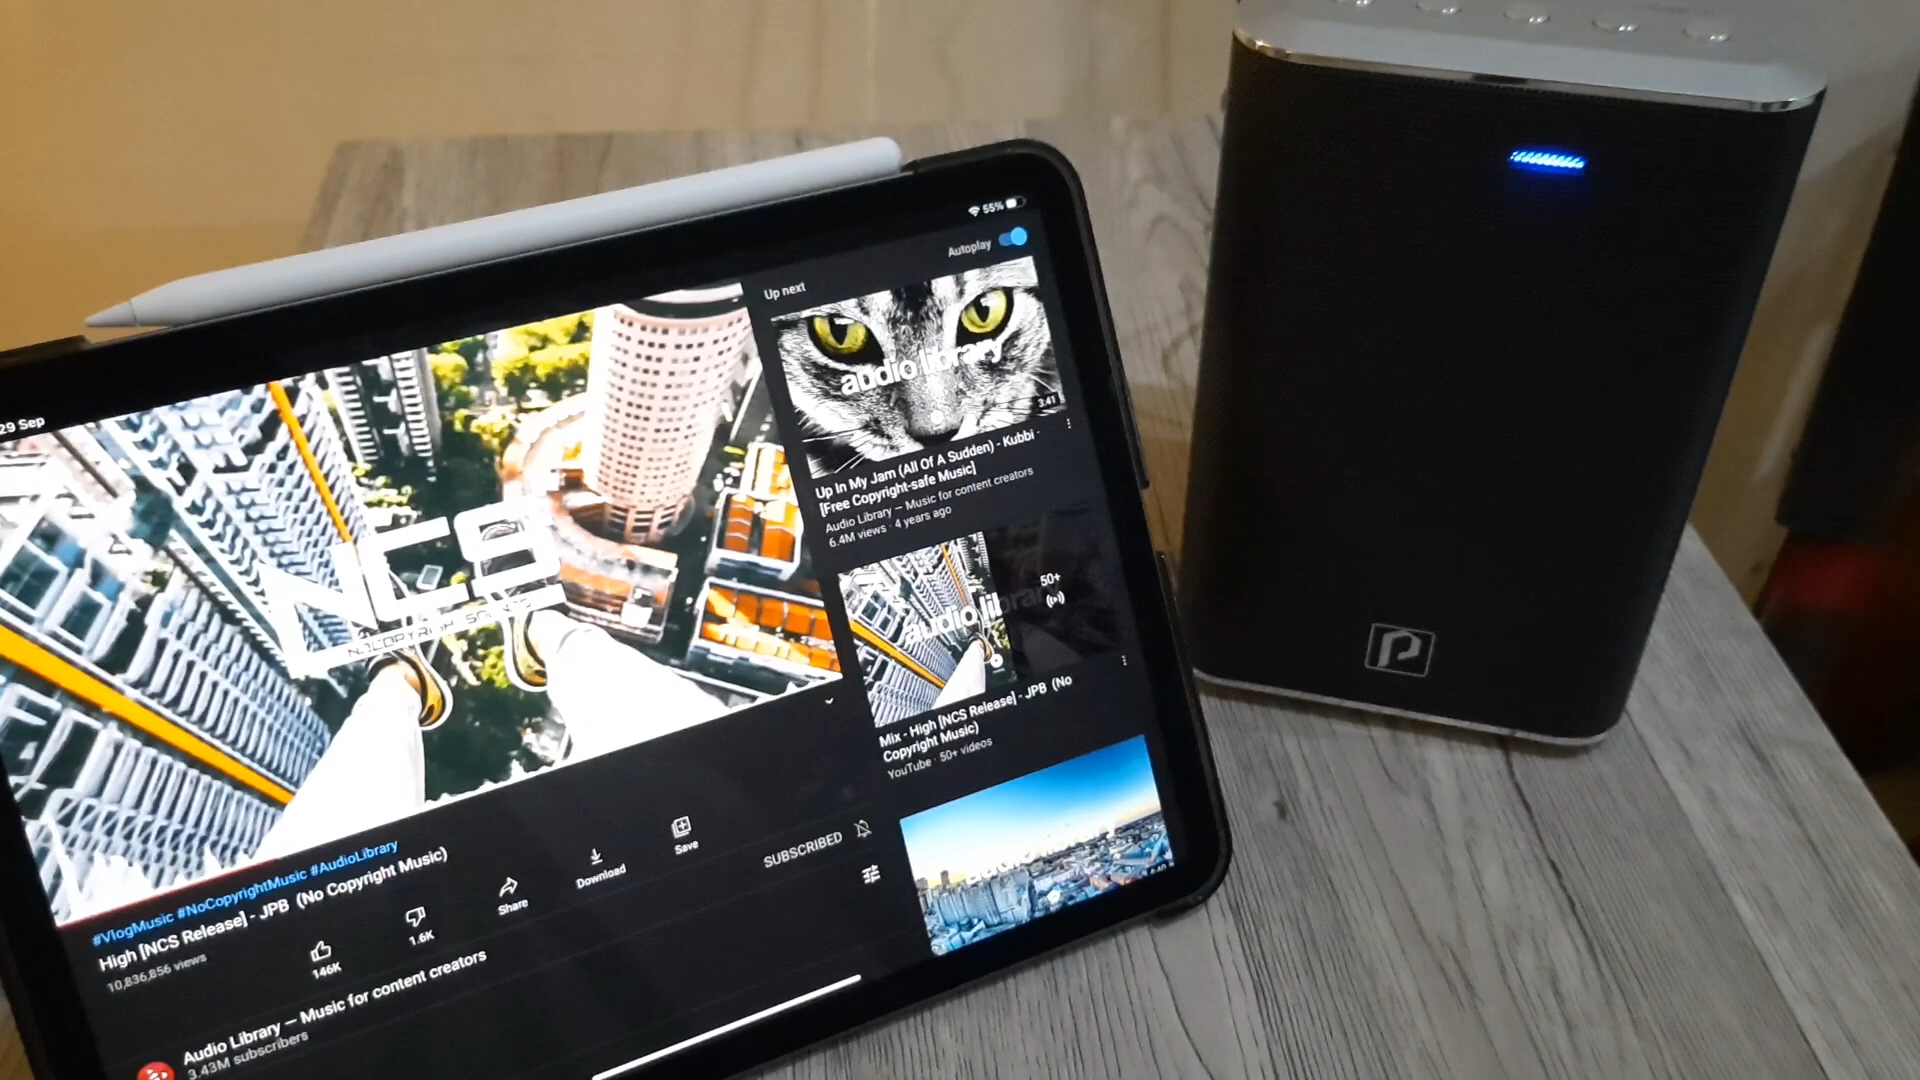 29 Sep
55%
Autoplay
Up next
audio library
3:41
Up In My Jam (All Of A Sudden) - Kubbi -
[Free Copyright-safe Music]
Audio Library — Music for content creators
6.4M views · 4 years ago
NCS
50+
audio library
Mix - High [NCS Release] - JPB (No
Copyright Music)
YouTube · 50+ videos
#VlogMusic #NoCopyrightMusic #AudioLibrary
High [NCS Release] - JPB (No Copyright Music)
10,836,856 views
146K
1.6K
Share
Download
Save
SUBSCRIBED
Audio Library — Music for content creators
3.43M subscribers